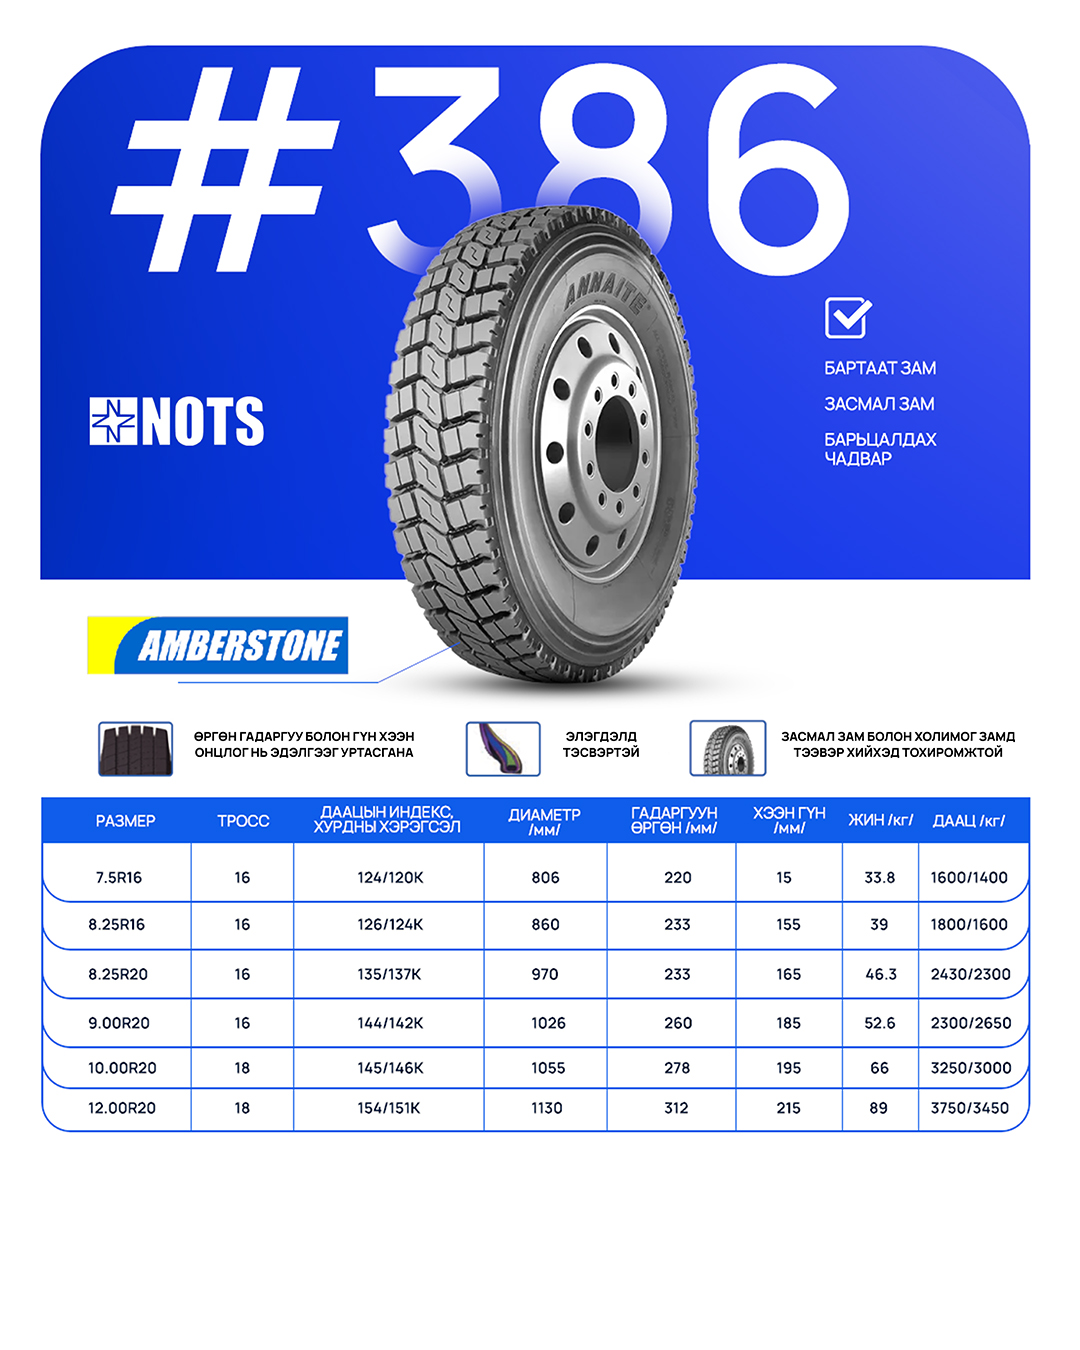 #386
ANNAITE
БАРТААТ ЗАМ
ЗАСМАЛ ЗАМ
БАРЬЦАЛДАХ
ЧАДВАР
NOTS
AMBERSTONE
ӨРГӨН ГАДАРГУУ БОЛОН ГҮН ХЭЭН
ОНЦЛОГ НЬ ЭДЭЛГЭЭГ УРТАСГАНА
ЭЛЭГДЭЛД
ТЭСВЭРТЭЙ
ЗАСМАЛ ЗАМ БОЛОН ХОЛИМОГ ЗАМД
ТЭЭВЭР ХИЙХЭД ТОХИРОМЖТОЙ
РАЗМЕР ТРОСС ДААЦЫН ИНДЕКС, ХУРДНЫ ХЭРЭГСЭЛ ДИАМЕТР /мм/ ГАДАРГУУН ӨРГӨН /мм/ ХЭЭН ГҮН /мм/ ЖИН /кг/ ДААЦ /кг/
7.5R16 16 124/120K 806 220 15 33.8 1600/1400
8.25R16 16 126/124K 860 233 155 39 1800/1600
8.25R20 16 135/137K 970 233 165 46.3 2430/2300
9.00R20 16 144/142K 1026 260 185 52.6 2300/2650
10.00R20 18 145/146K 1055 278 195 66 3250/3000
12.00R20 18 154/151K 1130 312 215 89 3750/3450